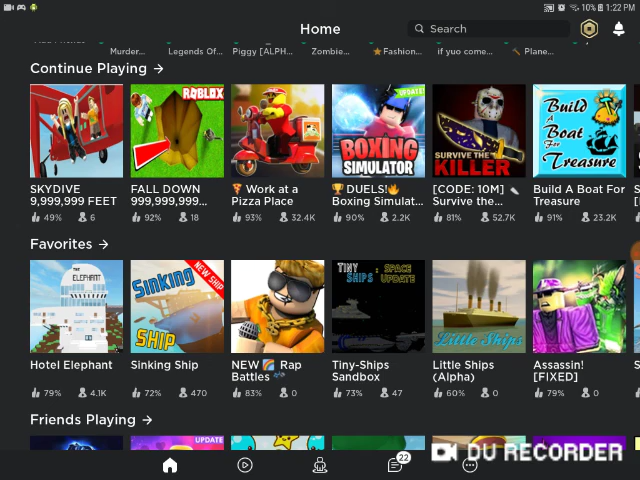 10% 1:22 PM
Home
Search
Murder... Legends Of... Piggy [ALPH... Zombie... Fashion... if yuo come... Plane...
Continue Playing →
UPDATE
ROBLOX
BOXING SIMULATOR
SURVIVE THE KILLER
Build A Boat For Treasure
SKYDIVE 9,999,999 FEET
FALL DOWN 999,999,999...
🍕 Work at a Pizza Place
🏆DUELS!🔥 Boxing Simulat...
[CODE: 10M] 🔪 Survive the...
Build A Boat For Treasure
49% 6
92% 18
93% 32.4K
90% 2.2K
81% 52.7K
91% 23.2K
Favorites →
THE ELEPHANT
Sinking SHIP
NEW SHIP
TINY SHIPS : SPACE UPDATE
Little Ships
Hotel Elephant
Sinking Ship
NEW🌈 Rap Battles
Tiny-Ships Sandbox
Little Ships (Alpha)
Assassin! [FIXED]
79% 4.1K
72% 470
83% 0
73% 47
60% 0
79% 0
Friends Playing →
UPDATE
22
DU RECORDER